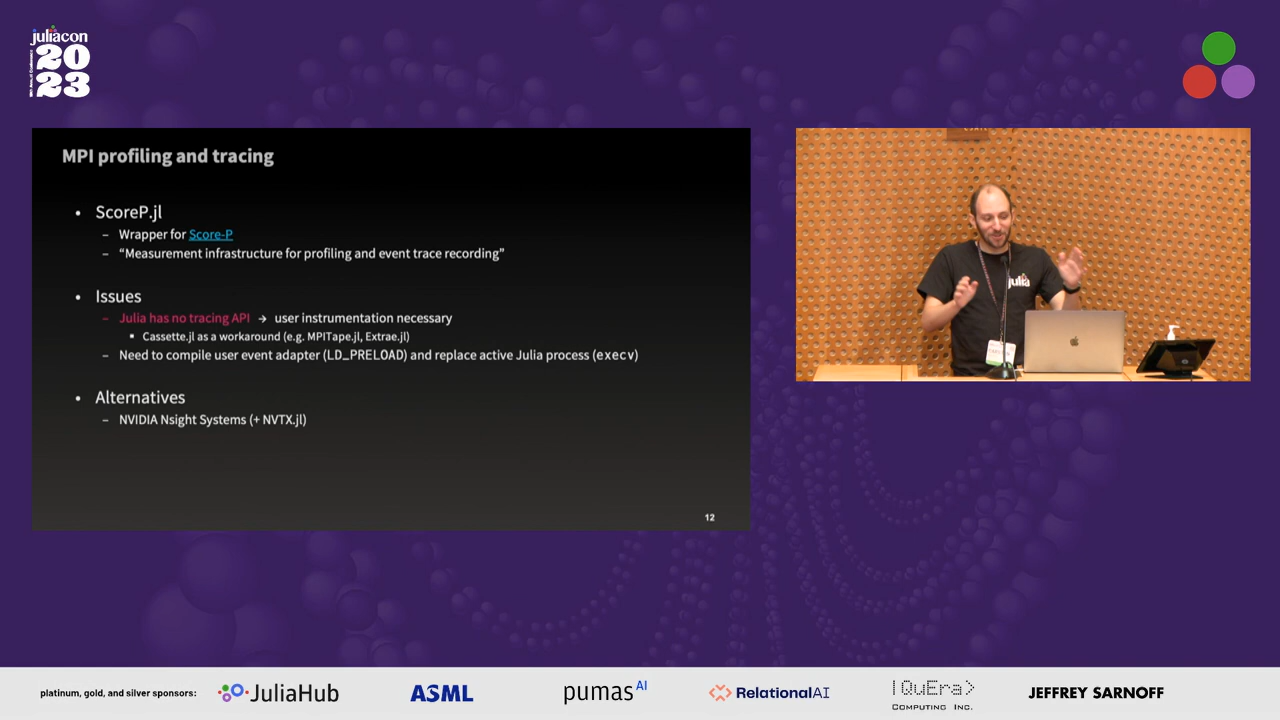 juliacon
20
23
MPI profiling and tracing
• ScoreP.jl
– Wrapper for Score-P
– “Measurement infrastructure for profiling and event trace recording”
• Issues
– Julia has no tracing API → user instrumentation necessary
▪ Cassette.jl as a workaround (e.g. MPITape.jl, Extrae.jl)
– Need to compile user event adapter (LD_PRELOAD) and replace active Julia process (execv)
• Alternatives
– NVIDIA Nsight Systems (+ NVTX.jl)
12
julia
platinum, gold, and silver sponsors:
JuliaHub
ASML
pumasAI
RelationalAI
|QuEra>
COMPUTING INC.
JEFFREY SARNOFF